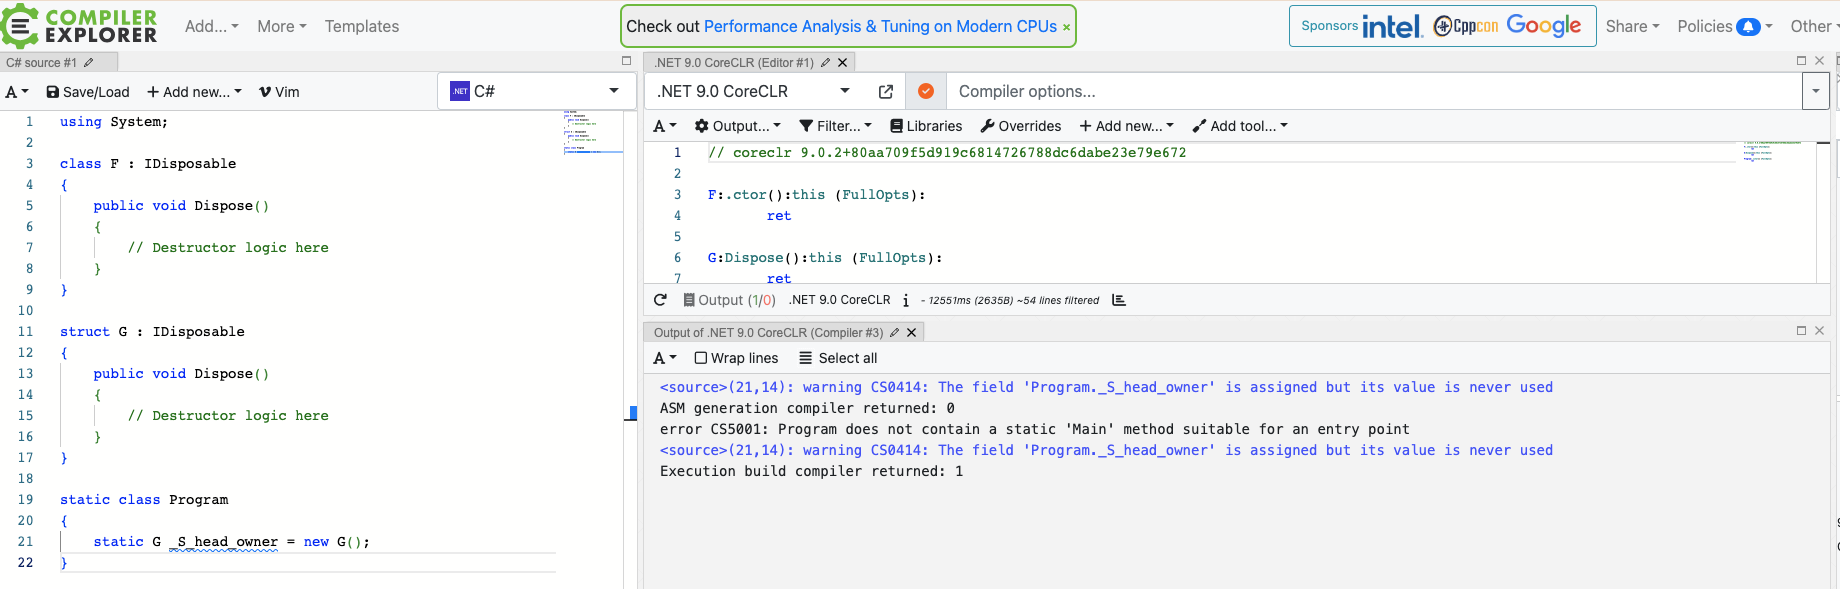 COMPILER
EXPLORER
Add...
More
Templates
Check out Performance Analysis & Tuning on Modern CPUs ×
Sponsors intel. Cppcon Google
Share
Policies
Other
C# source #1
A
Save/Load
+ Add new...
Vim
.NET C#
1 using System;
2
3 class F : IDisposable
4 {
5 public void Dispose()
6 {
7 // Destructor logic here
8 }
9 }
10
11 struct G : IDisposable
12 {
13 public void Dispose()
14 {
15 // Destructor logic here
16 }
17 }
18
19 static class Program
20 {
21 static G _S_head_owner = new G();
22 }
.NET 9.0 CoreCLR (Editor #1)
.NET 9.0 CoreCLR
Compiler options...
A
Output...
Filter...
Libraries
Overrides
+ Add new...
Add tool...
1 // coreclr 9.0.2+80aa709f5d919c6814726788dc6dabe23e79e672
2
3 F:.ctor():this (FullOpts):
4 ret
5
6 G:Dispose():this (FullOpts):
7 ret
Output (1/0) .NET 9.0 CoreCLR i - 12551ms (2635B) ~54 lines filtered
Output of .NET 9.0 CoreCLR (Compiler #3)
A
Wrap lines
Select all
<source>(21,14): warning CS0414: The field 'Program._S_head_owner' is assigned but its value is never used
ASM generation compiler returned: 0
error CS5001: Program does not contain a static 'Main' method suitable for an entry point
<source>(21,14): warning CS0414: The field 'Program._S_head_owner' is assigned but its value is never used
Execution build compiler returned: 1